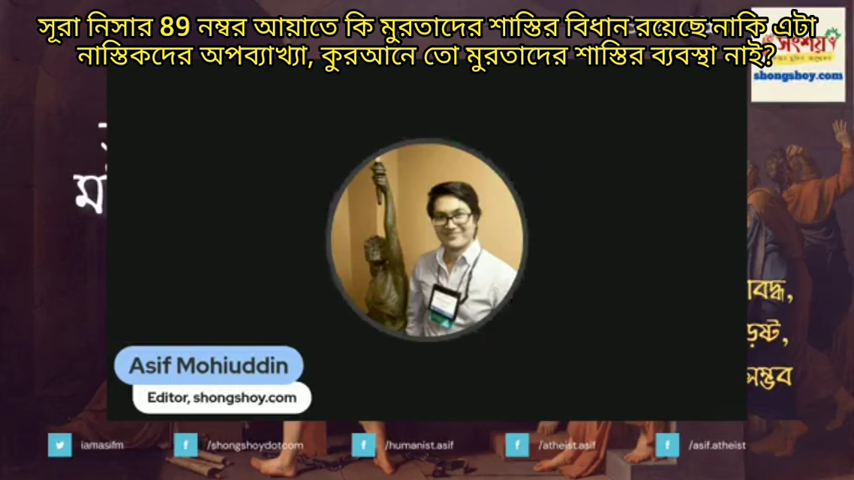 সূরা নিসার 89 নম্বর আয়াতে কি মুরতাদের শাস্তির বিধান রয়েছে নাকি এটা
নাস্তিকদের অপব্যাখ্যা, কুরআনে তো মুরতাদের শাস্তির ব্যবস্থা নাই?
সংশয়
shongshoy.com
Asif Mohiuddin
Editor, shongshoy.com
iamasifm
/shongshoydotcom
/humanist.asif
/atheist.asif
/asif.atheist